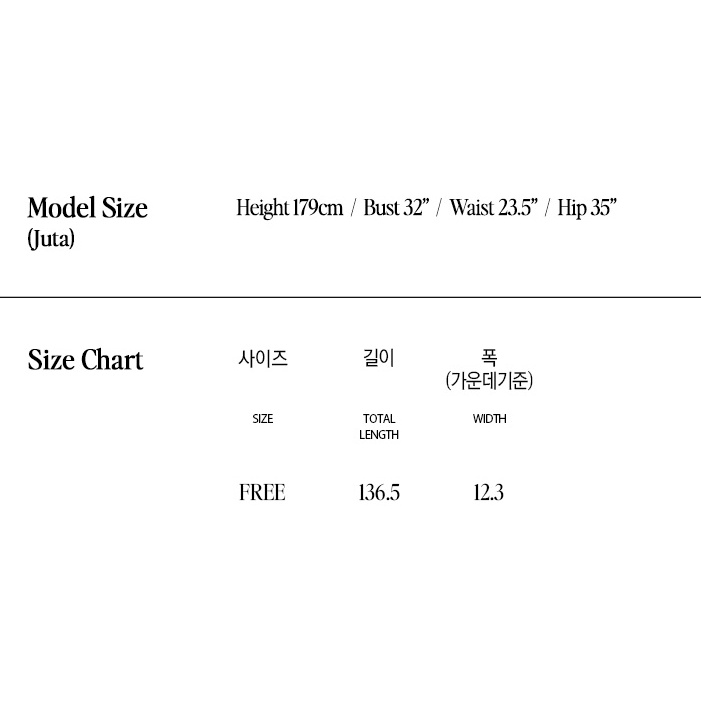 Model Size
(Juta)
Height 179cm / Bust 32” / Waist 23.5” / Hip 35”
Size Chart
사이즈 길이 폭
(가운데기준)
SIZE TOTAL WIDTH
LENGTH
FREE 136.5 12.3